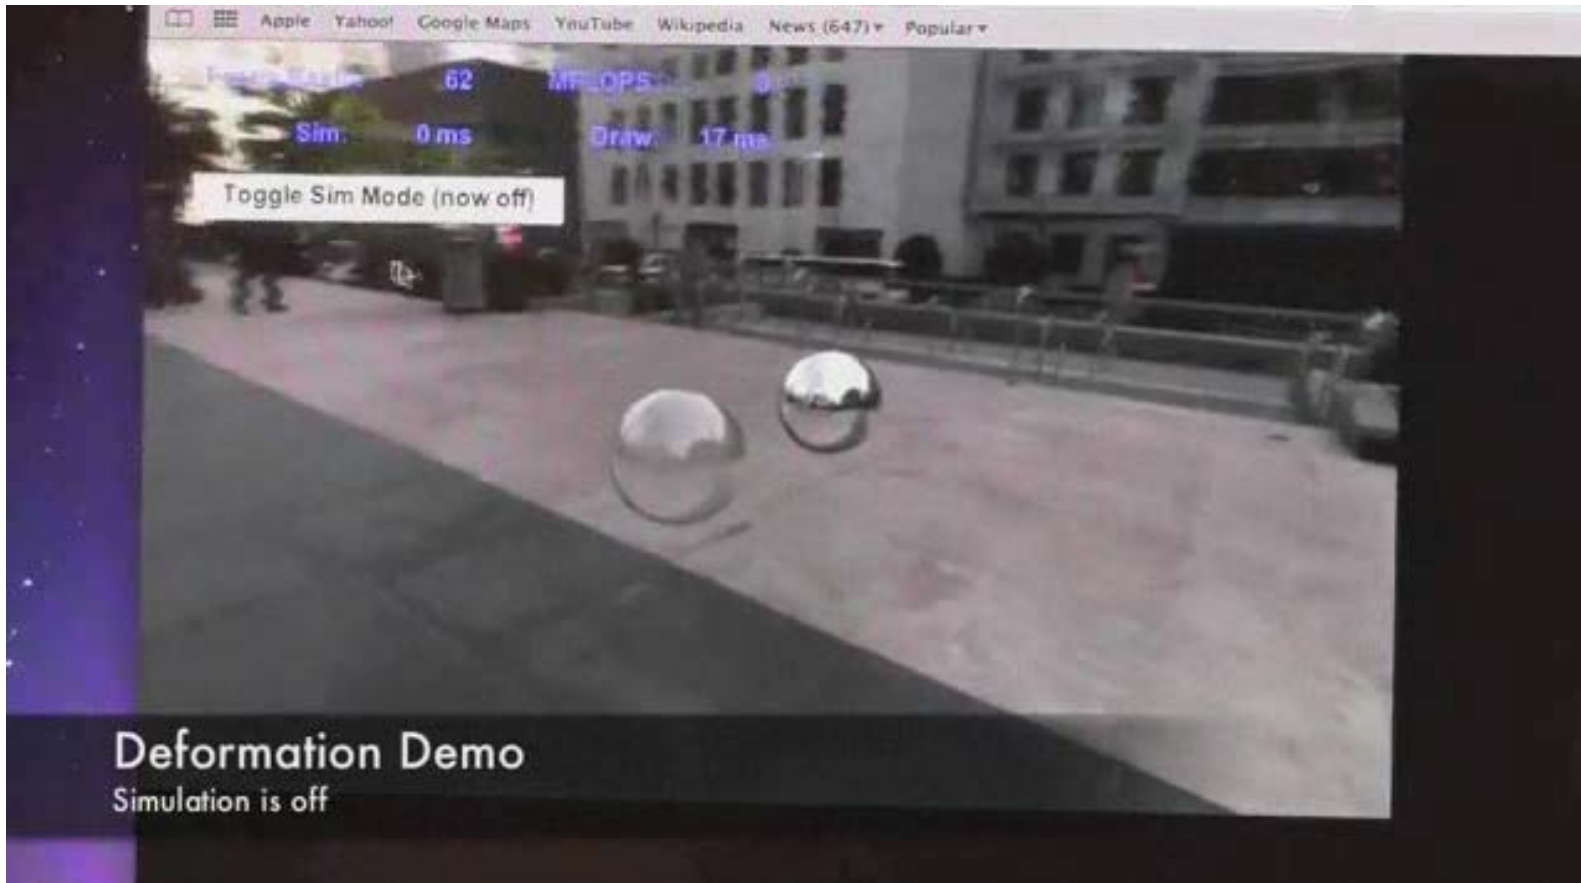 Apple Yahoo! Google Maps YouTube Wikipedia News (647)▾ Popular▾
62 MFLOPS:
Sim: 0 ms Draw: 17 ms
Toggle Sim Mode (now off)
Deformation Demo
Simulation is off